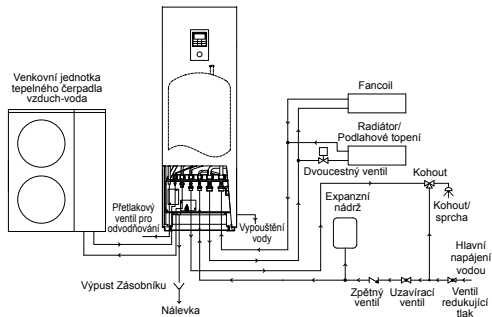 Venkovní jednotka
tepelného čerpadla
vzduch-voda
Fancoil
Radiátor/
Podlahové topení
Dvoucestný ventil
Kohout
Kohout/
sprcha
Přetlakový
ventil pro
odvodňování
Vypouštění
vody
Expanzní
nádrž
Hlavní
napájení
vodou
Výpust Zásobníku
Nálevka
Zpětný
ventil
Uzavírací
ventil
Ventil
redukující
tlak